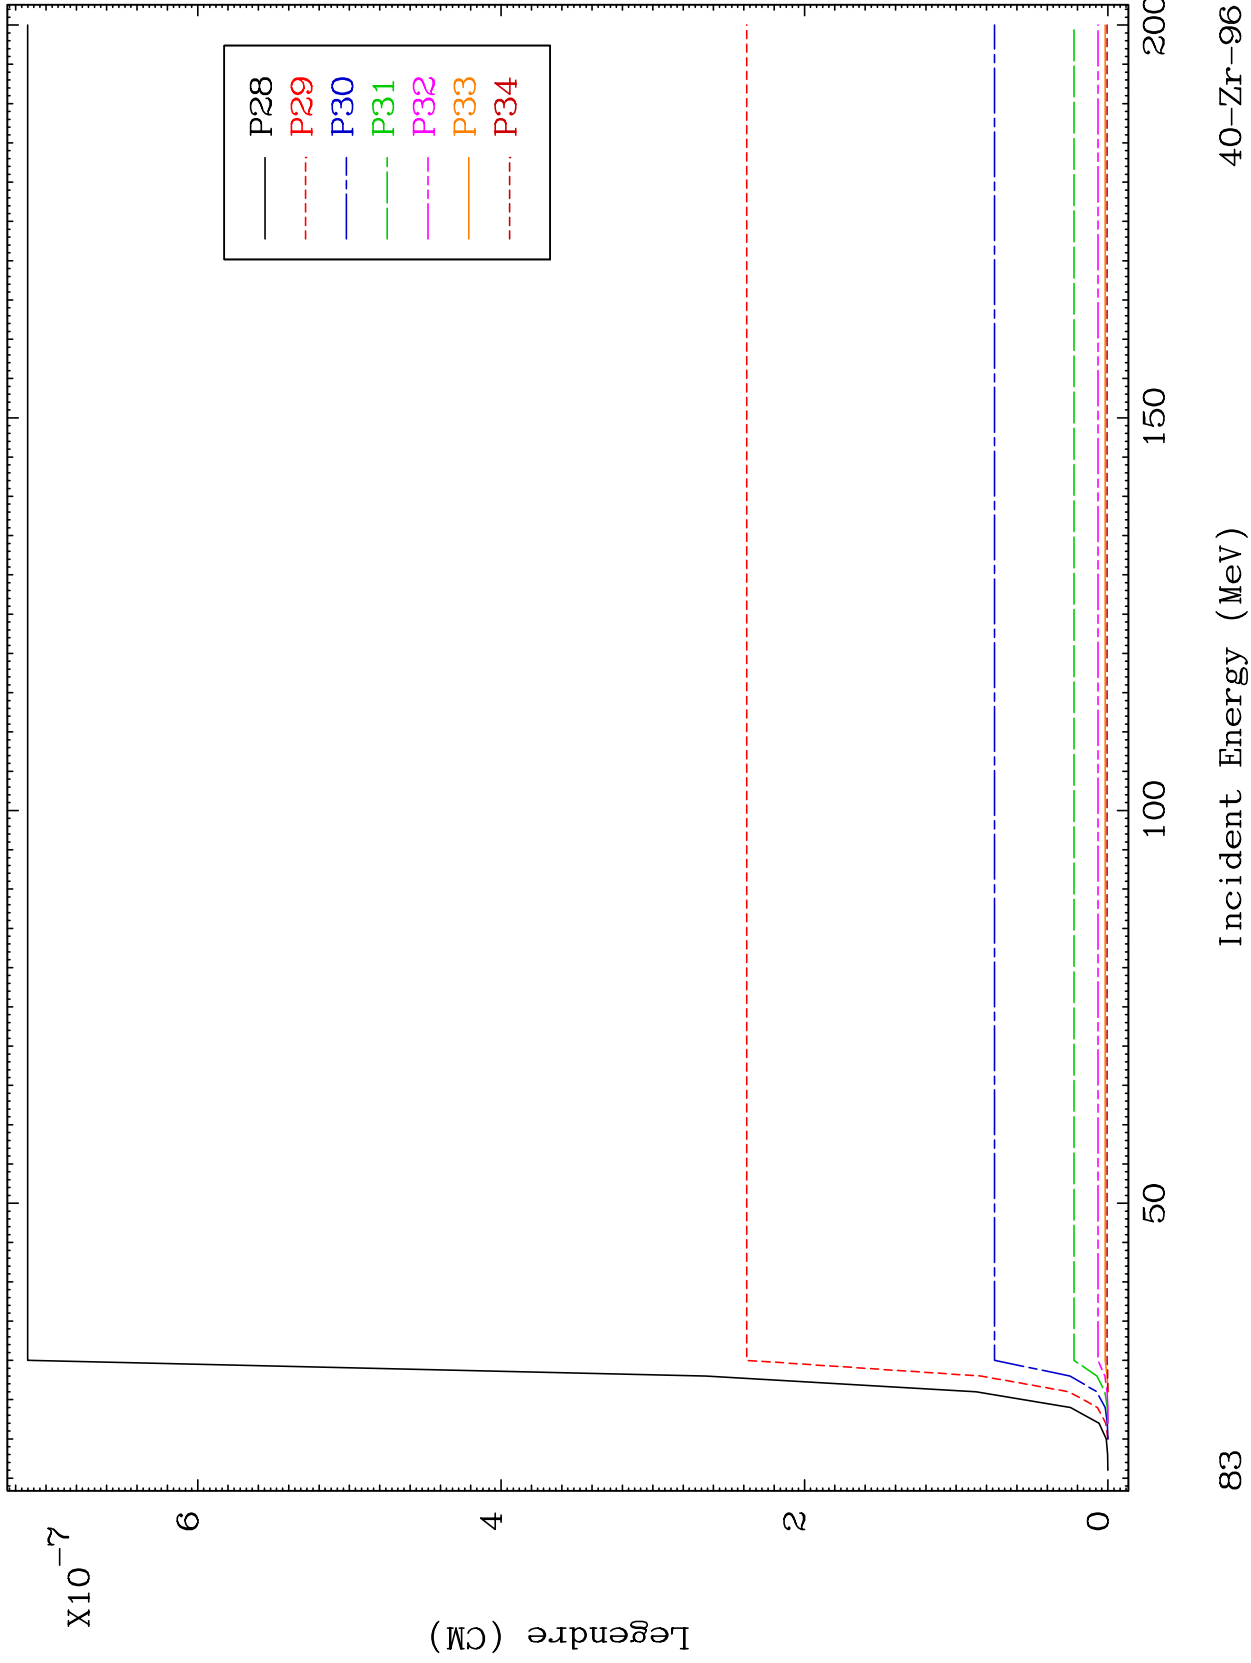 X10-7
6
4
2
0
Legendre (CM)
P28
P29
P30
P31
P32
P33
P34
50
100
150
200
Incident Energy (MeV)
83
40-Zr-96